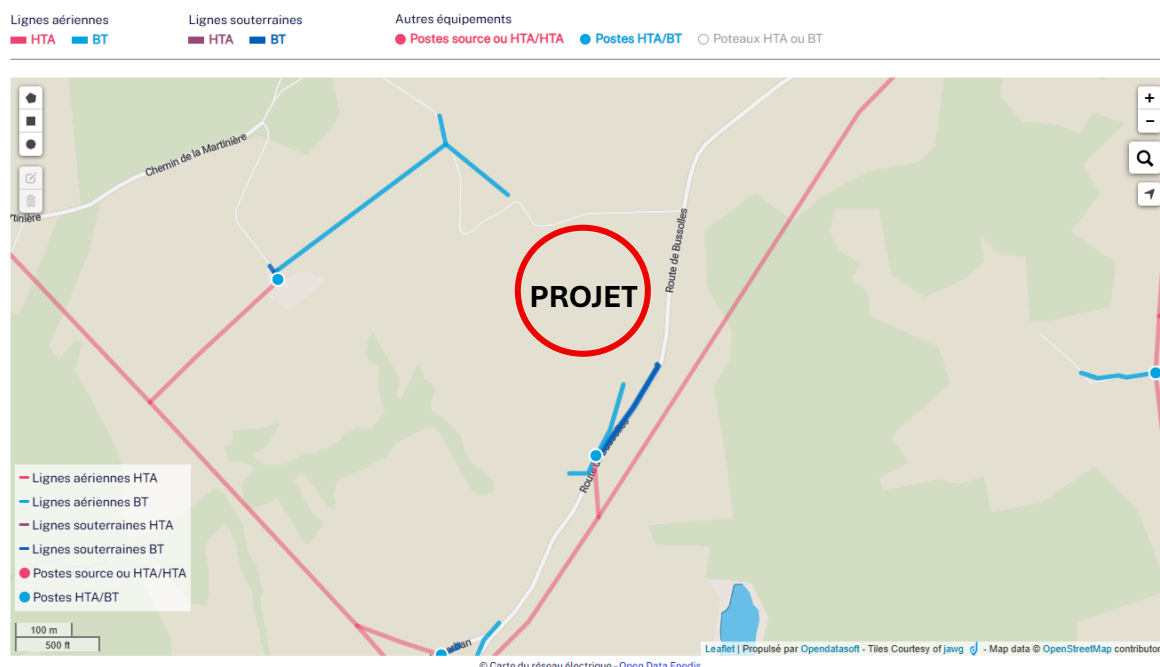 Lignes aériennes
HTA BT
Lignes souterraines
HTA BT
Autres équipements
Postes source ou HTA/HTA Postes HTA/BT Poteaux HTA ou BT
+
−
Chemin de la Martinière
tinière
Route de Bussolles
PROJET
Lignes aériennes HTA
Lignes aériennes BT
Lignes souterraines HTA
Lignes souterraines BT
Postes source ou HTA/HTA
Postes HTA/BT
100 m
500 ft
Leaflet | Propulsé par Opendatasoft - Tiles Courtesy of jawg - Map data © OpenStreetMap contributor
© Carte du réseau électrique - Open Data Enedis